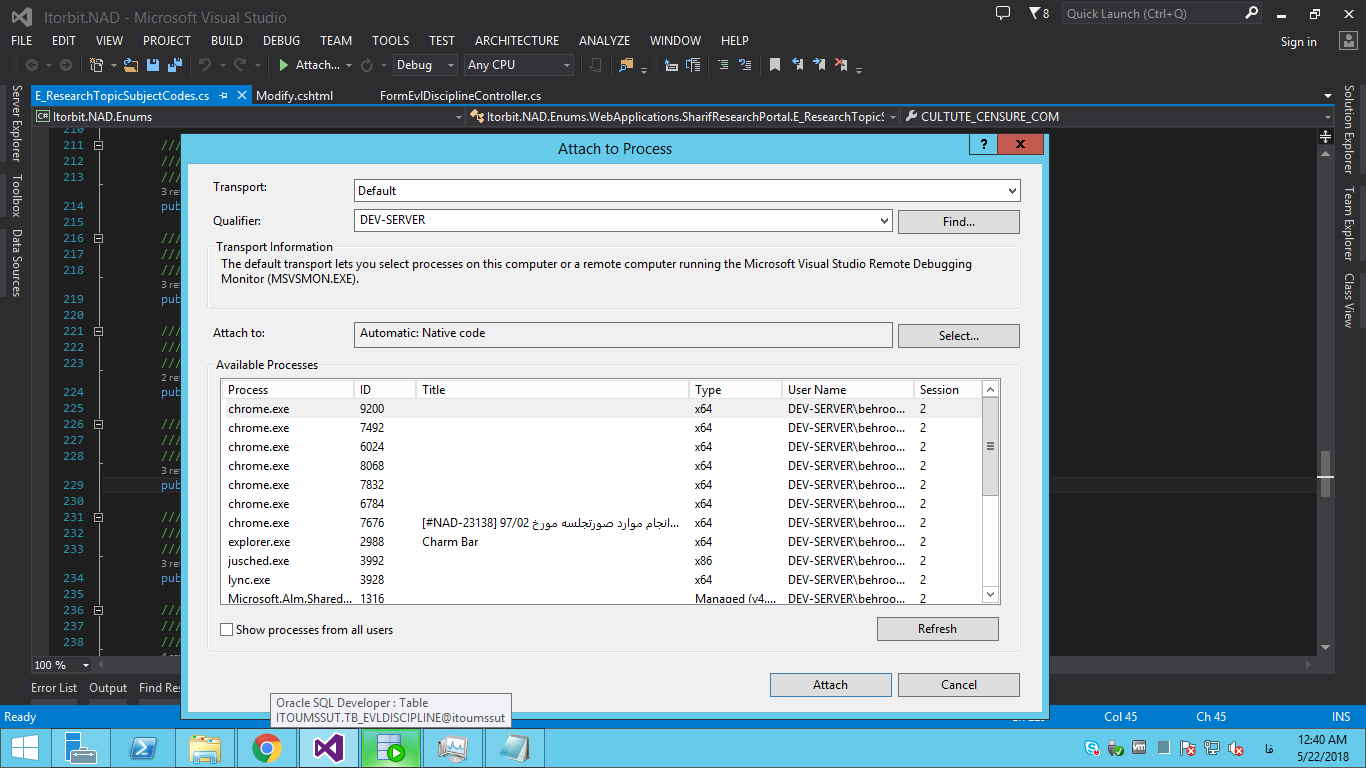 Itorbit.NAD - Microsoft Visual Studio
8
Quick Launch (Ctrl+Q)
FILE EDIT VIEW PROJECT BUILD DEBUG TEAM TOOLS TEST ARCHITECTURE ANALYZE WINDOW HELP
Sign in
Attach... Debug Any CPU
E_ResearchTopicSubjectCodes.cs Modify.cshtml FormEvlDisciplineController.cs
Itorbit.NAD.Enums
Itorbit.NAD.Enums.WebApplications.SharifResearchPortal.E_ResearchTopicS
CULTUTE_CENSURE_COM
Server Explorer
Toolbox
Data Sources
Solution Explorer
Team Explorer
Class View
210
211 ///
212 ///
213 ///
3 re
214 pub
215
216 ///
217 ///
218 ///
3 re
219 pub
220
221 ///
222 ///
223 ///
2 re
224 pub
225
226 ///
227 ///
228 ///
3 re
229 pub
230
231 ///
232 ///
233 ///
3 re
234 pub
235
236 ///
237 ///
238 ///
Attach to Process
?
Transport:
Default
Qualifier:
DEV-SERVER
Find...
Transport Information
The default transport lets you select processes on this computer or a remote computer running the Microsoft Visual Studio Remote Debugging
Monitor (MSVSMON.EXE).
Attach to:
Automatic: Native code
Select...
Available Processes
Process ID Title Type User Name Session
chrome.exe 9200 x64 DEV-SERVER\behroo... 2
chrome.exe 7492 x64 DEV-SERVER\behroo... 2
chrome.exe 6024 x64 DEV-SERVER\behroo... 2
chrome.exe 8068 x64 DEV-SERVER\behroo... 2
chrome.exe 7832 x64 DEV-SERVER\behroo... 2
chrome.exe 6784 x64 DEV-SERVER\behroo... 2
chrome.exe 7676 [#NAD-23138] انجام موارد صورتجلسه مورخ 97/02... x64 DEV-SERVER\behroo... 2
explorer.exe 2988 Charm Bar x64 DEV-SERVER\behroo... 2
jusched.exe 3992 x86 DEV-SERVER\behroo... 2
lync.exe 3928 x64 DEV-SERVER\behroo... 2
Microsoft.Alm.Shared... 1316 Managed (v4.... DEV-SERVER\behroo... 2
Show processes from all users
Refresh
Attach
Cancel
100 %
Error List Output Find Res
Oracle SQL Developer : Table
ITOUMSSUT.TB_EVLDISCIPLINE@itoumssut
Ready
Col 45
Ch 45
INS
فا
12:40 AM
5/22/2018